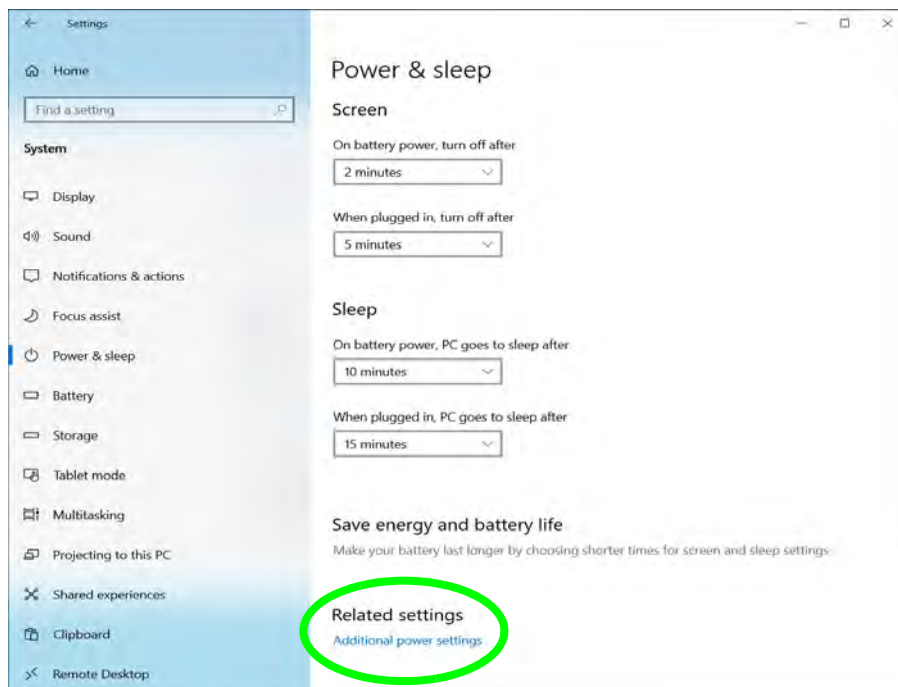 Settings
Home
Find a setting
System
Display
Sound
Notifications & actions
Focus assist
Power & sleep
Battery
Storage
Tablet mode
Multitasking
Projecting to this PC
Shared experiences
Clipboard
Remote Desktop
Power & sleep
Screen
On battery power, turn off after
2 minutes
When plugged in, turn off after
5 minutes
Sleep
On battery power, PC goes to sleep after
10 minutes
When plugged in, PC goes to sleep after
15 minutes
Save energy and battery life
Make your battery last longer by choosing shorter times for screen and sleep settings
Related settings
Additional power settings